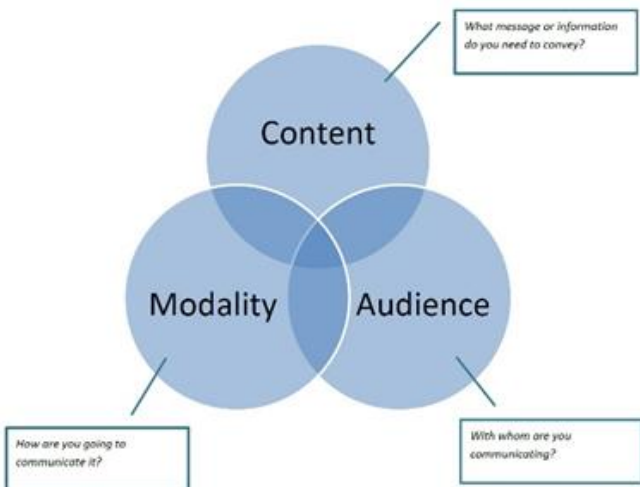 What message or information
do you need to convey?
Content
Modality
Audience
How are you going to
communicate it?
With whom are you
communicating?